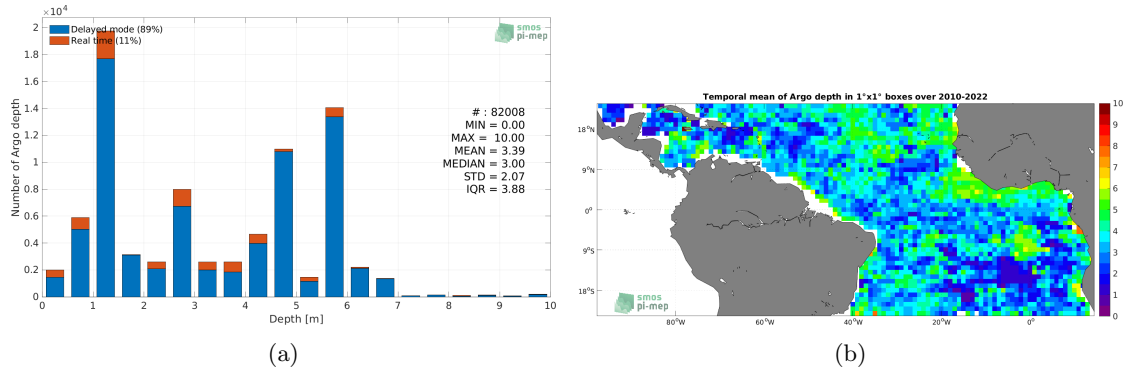 ×10⁴
2
1.8
1.6
1.4
1.2
1
0.8
0.6
0.4
0.2
0
Number of Argo depth
Delayed mode (89%)
Real time (11%)
smos
pi-mep
# : 82008
MIN = 0.00
MAX = 10.00
MEAN = 3.39
MEDIAN = 3.00
STD = 2.07
IQR = 3.88
0 1 2 3 4 5 6 7 8 9 10
Depth [m]
(a)
Temporal mean of Argo depth in 1°x1° boxes over 2010-2022
18°N
9°N
0°
9°S
18°S
80°W 60°W 40°W 20°W 0°
smos
pi-mep
10
9
8
7
6
5
4
3
2
1
0
(b)